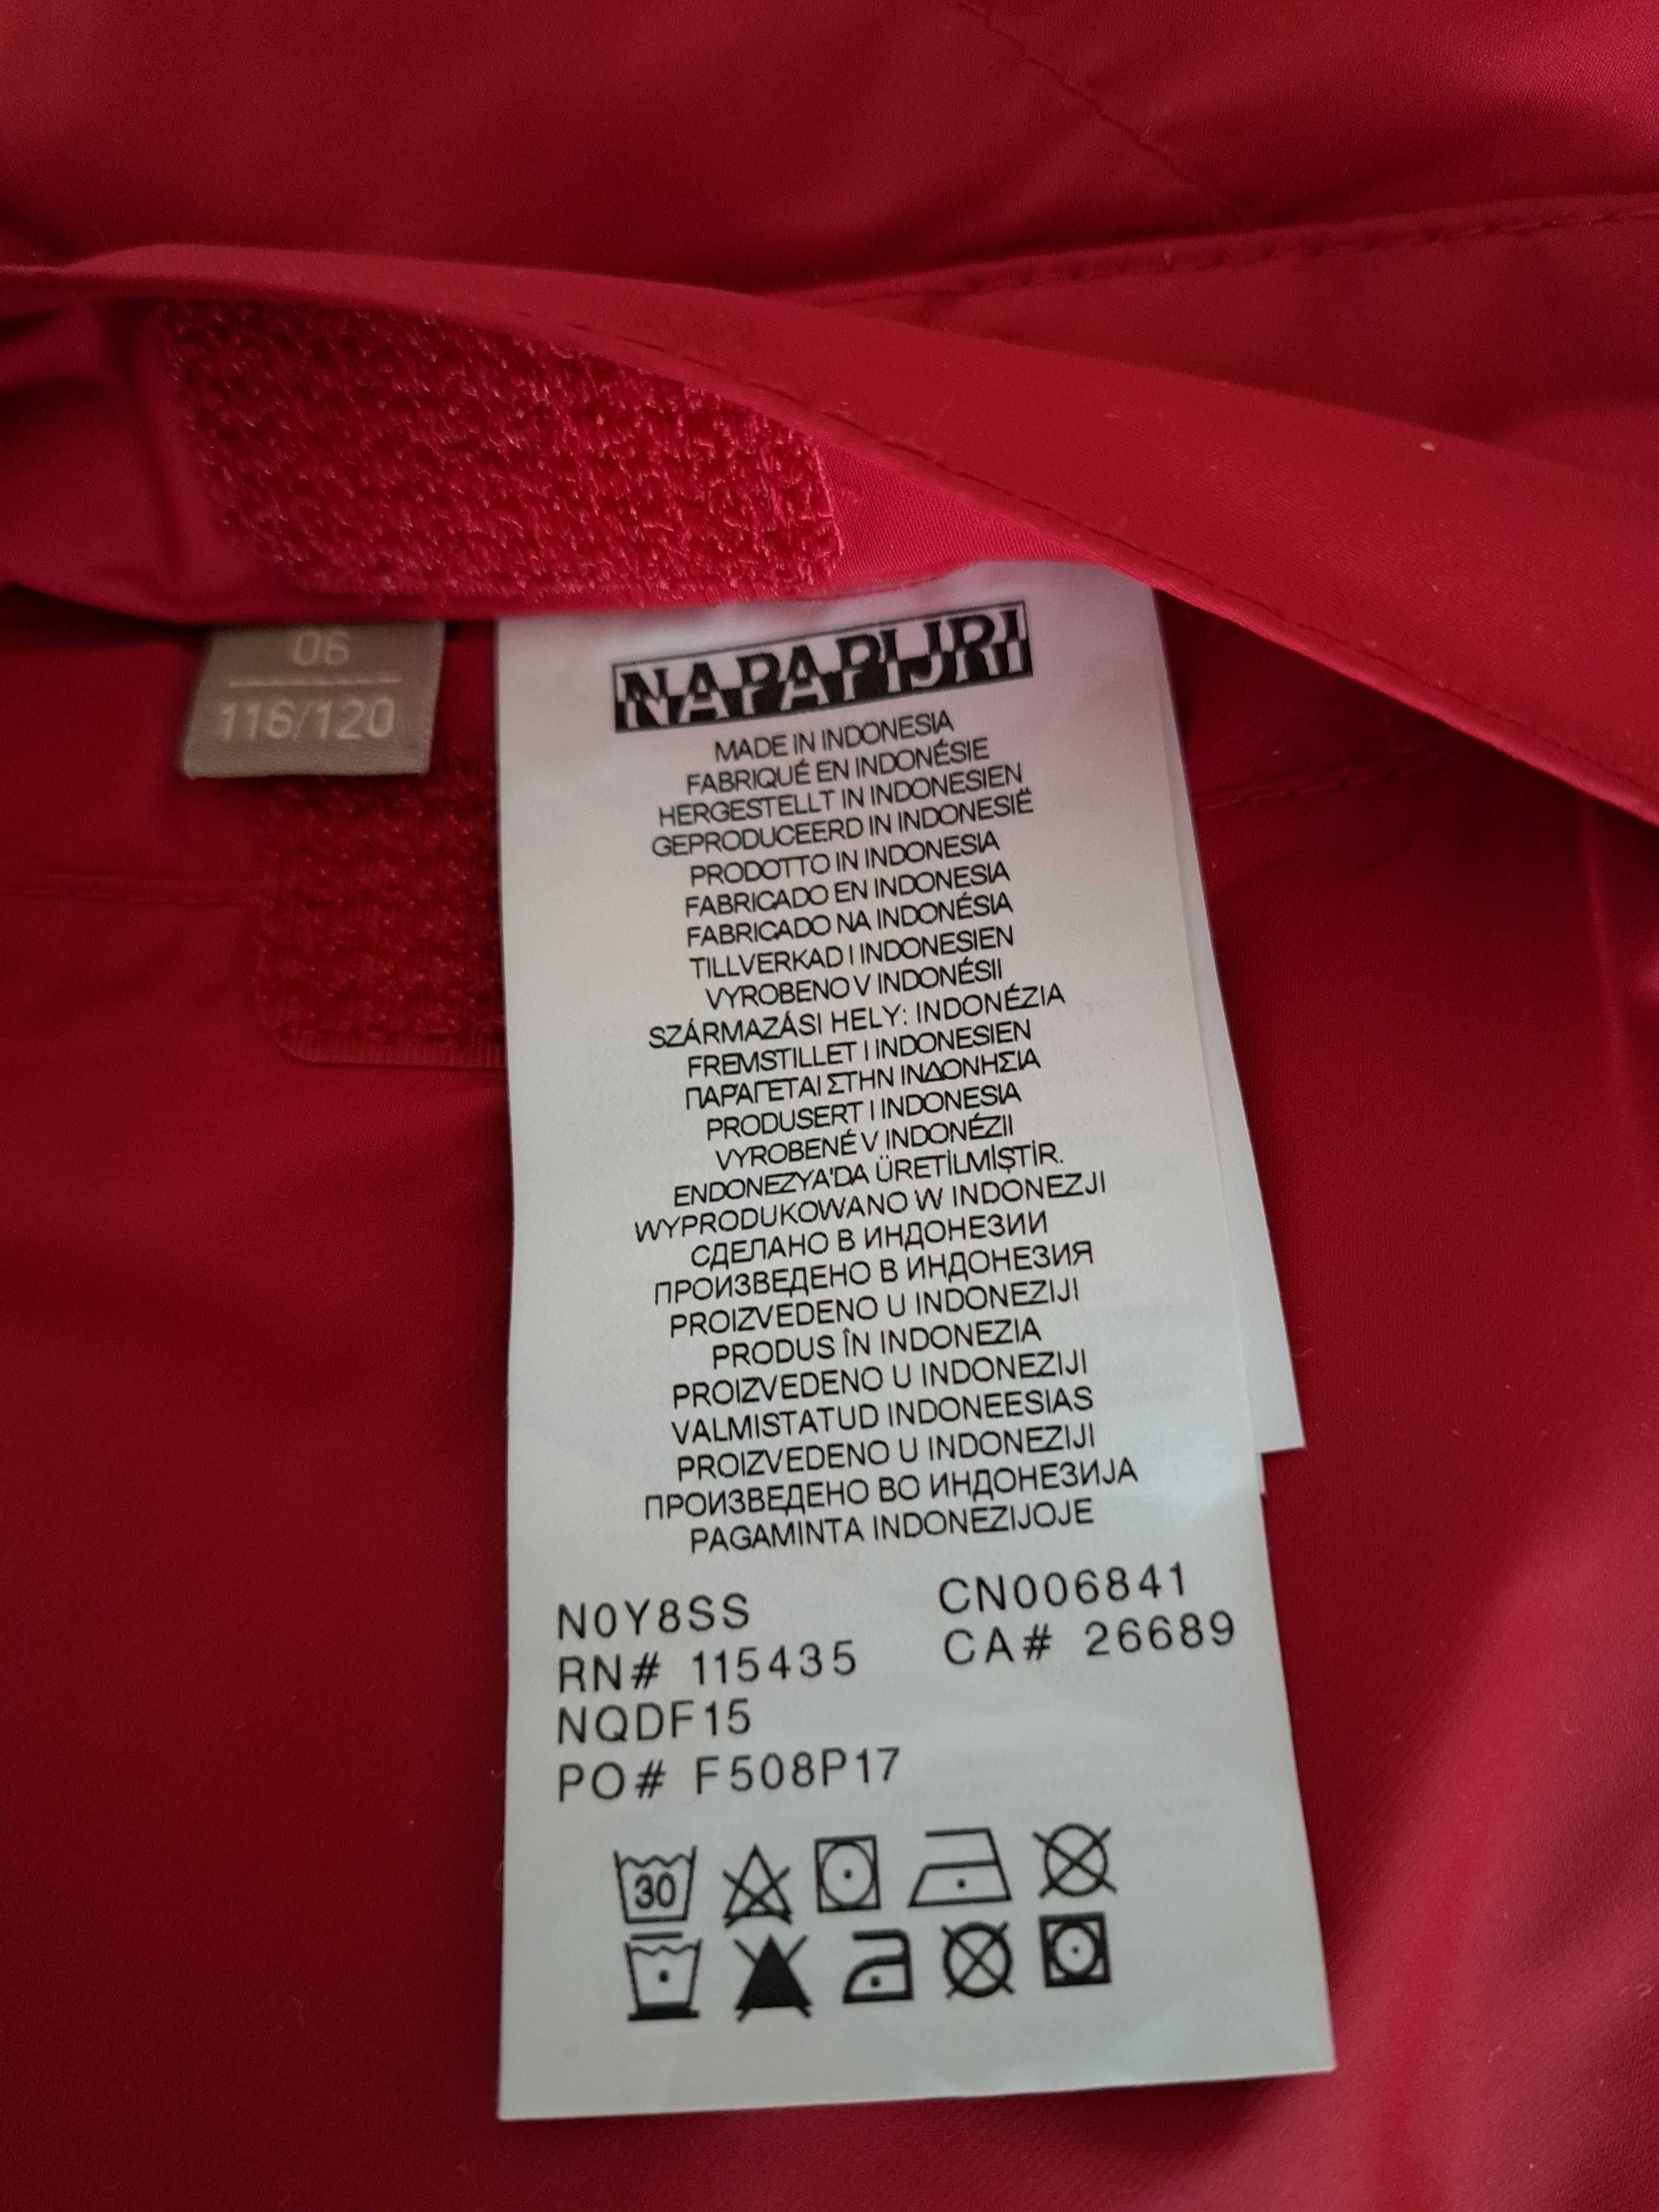 06
116/120
NAPAPIJRI
MADE IN INDONESIA
FABRIQUÉ EN INDONÉSIE
HERGESTELLT IN INDONESIEN
GEPRODUCEERD IN INDONESIË
PRODOTTO IN INDONESIA
FABRICADO EN INDONESIA
FABRICADO NA INDONÉSIA
TILLVERKAD I INDONESIEN
VYROBENO V INDONÉSII
SZÁRMAZÁSI HELY: INDONÉZIA
FREMSTILLET I INDONESIEN
ΠΑΡΑΓΕΤΑΙ ΣΤΗΝ ΙΝΔΟΝΗΣΙΑ
PRODUSERT I INDONESIA
VYROBENÉ V INDONÉZII
ENDONEZYA'DA ÜRETİLMİŞTİR.
WYPRODUKOWANO W INDONEZJI
СДЕЛАНО В ИНДОНЕЗИИ
ПРОИЗВЕДЕНО В ИНДОНЕЗИЯ
PROIZVEDENO U INDONEZIJI
PRODUS ÎN INDONEZIA
PROIZVEDENO U INDONEZIJI
VALMISTATUD INDONEESIAS
PROIZVEDENO U INDONEZIJI
ПРОИЗВЕДЕНО ВО ИНДОНЕЗИЈА
PAGAMINTA INDONEZIJOJE
N0Y8SS CN006841
RN# 115435 CA# 26689
NQDF15
PO# F508P17
30